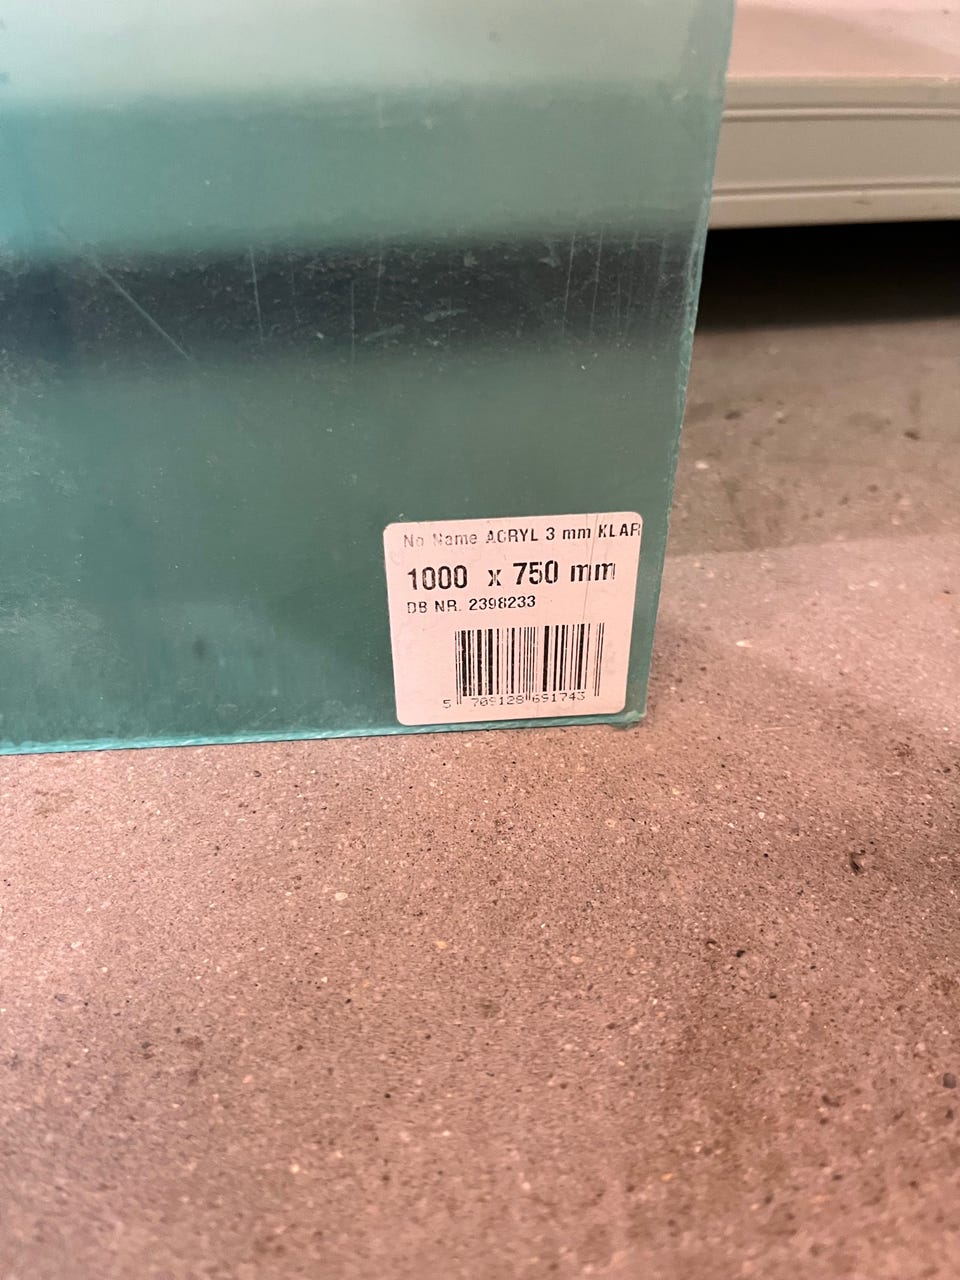 No Name ACRYL 3 mm KLAR
1000 x 750 mm
DB NR. 2398233
5 709128 691743